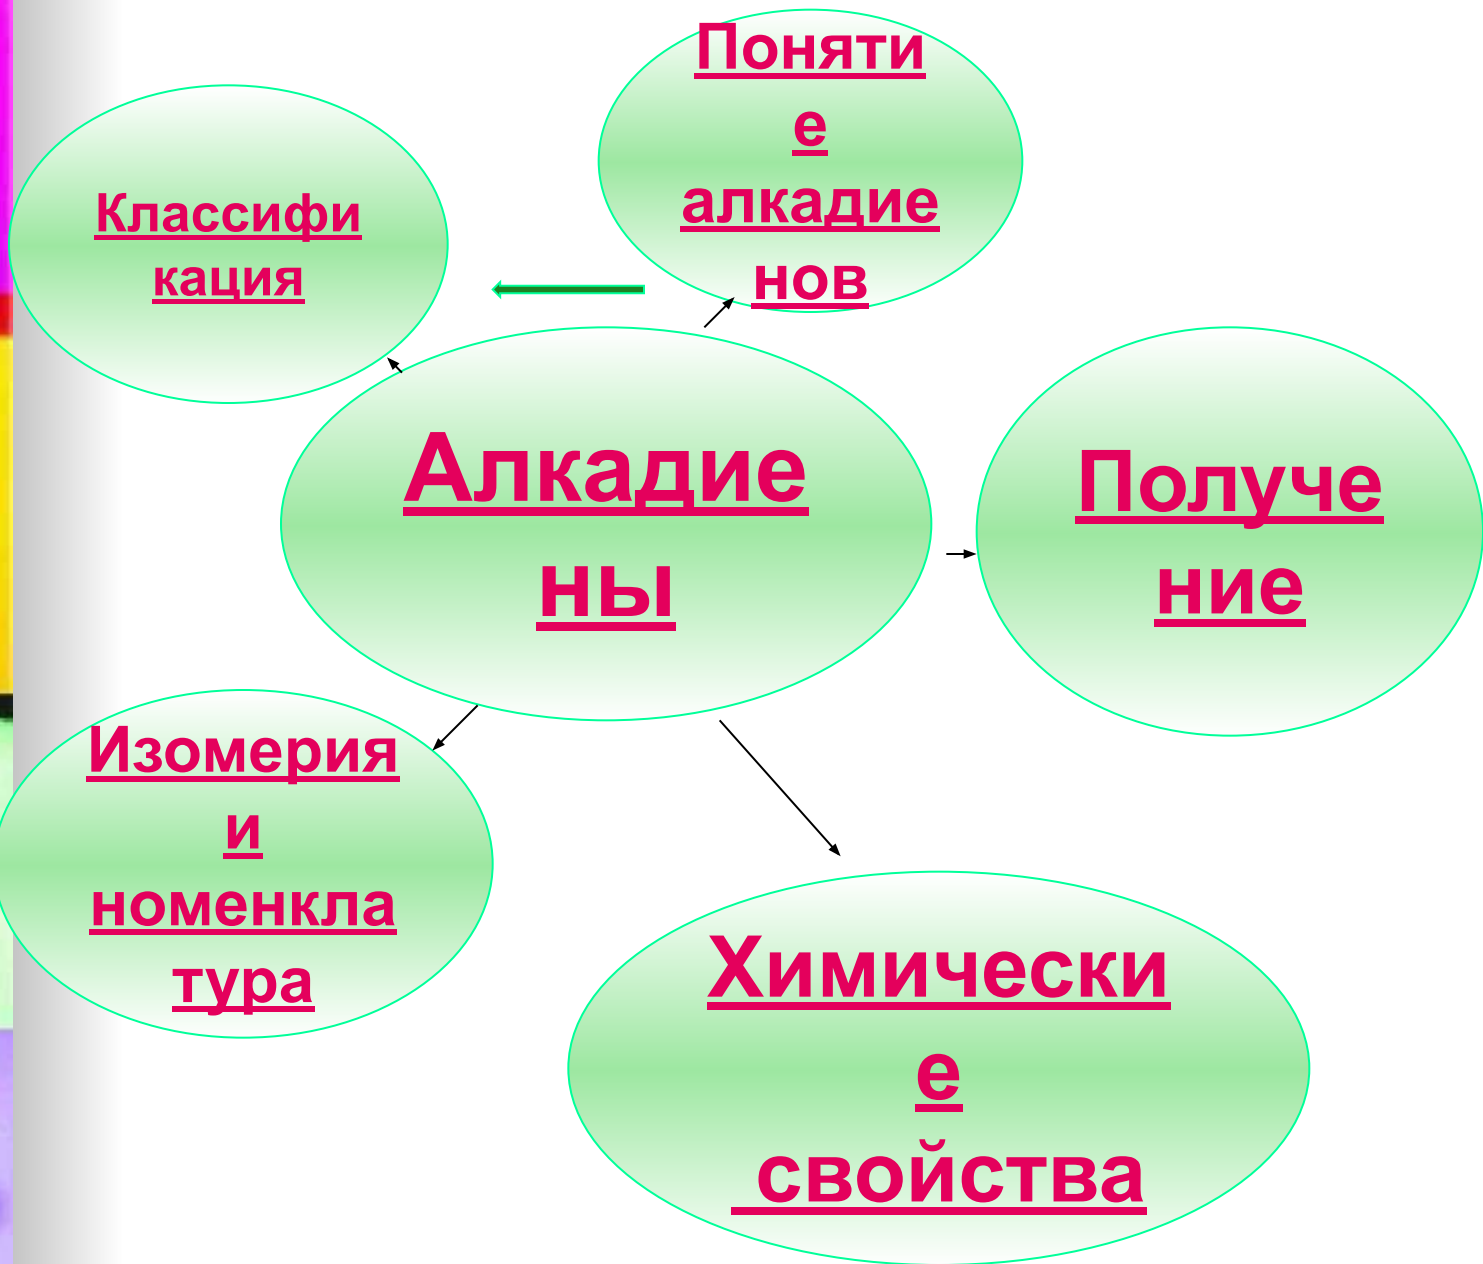 Поняти
е
алкадие
нов
Классифи
кация
Алкадие
ны
Получе
ние
Изомерия
и
номенкла
тура
Химически
е
свойства